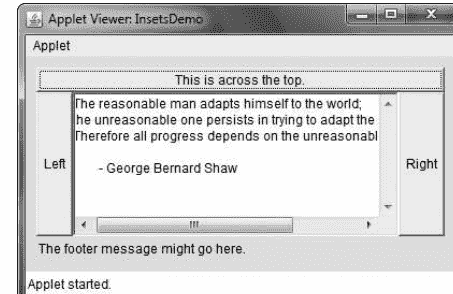 Applet Viewer: InsetsDemo
Applet
This is across the top.
The reasonable man adapts himself to the world;
he unreasonable one persists in trying to adapt the
Therefore all progress depends on the unreasonabl
- George Bernard Shaw
Left
Right
The footer message might go here.
Applet started.